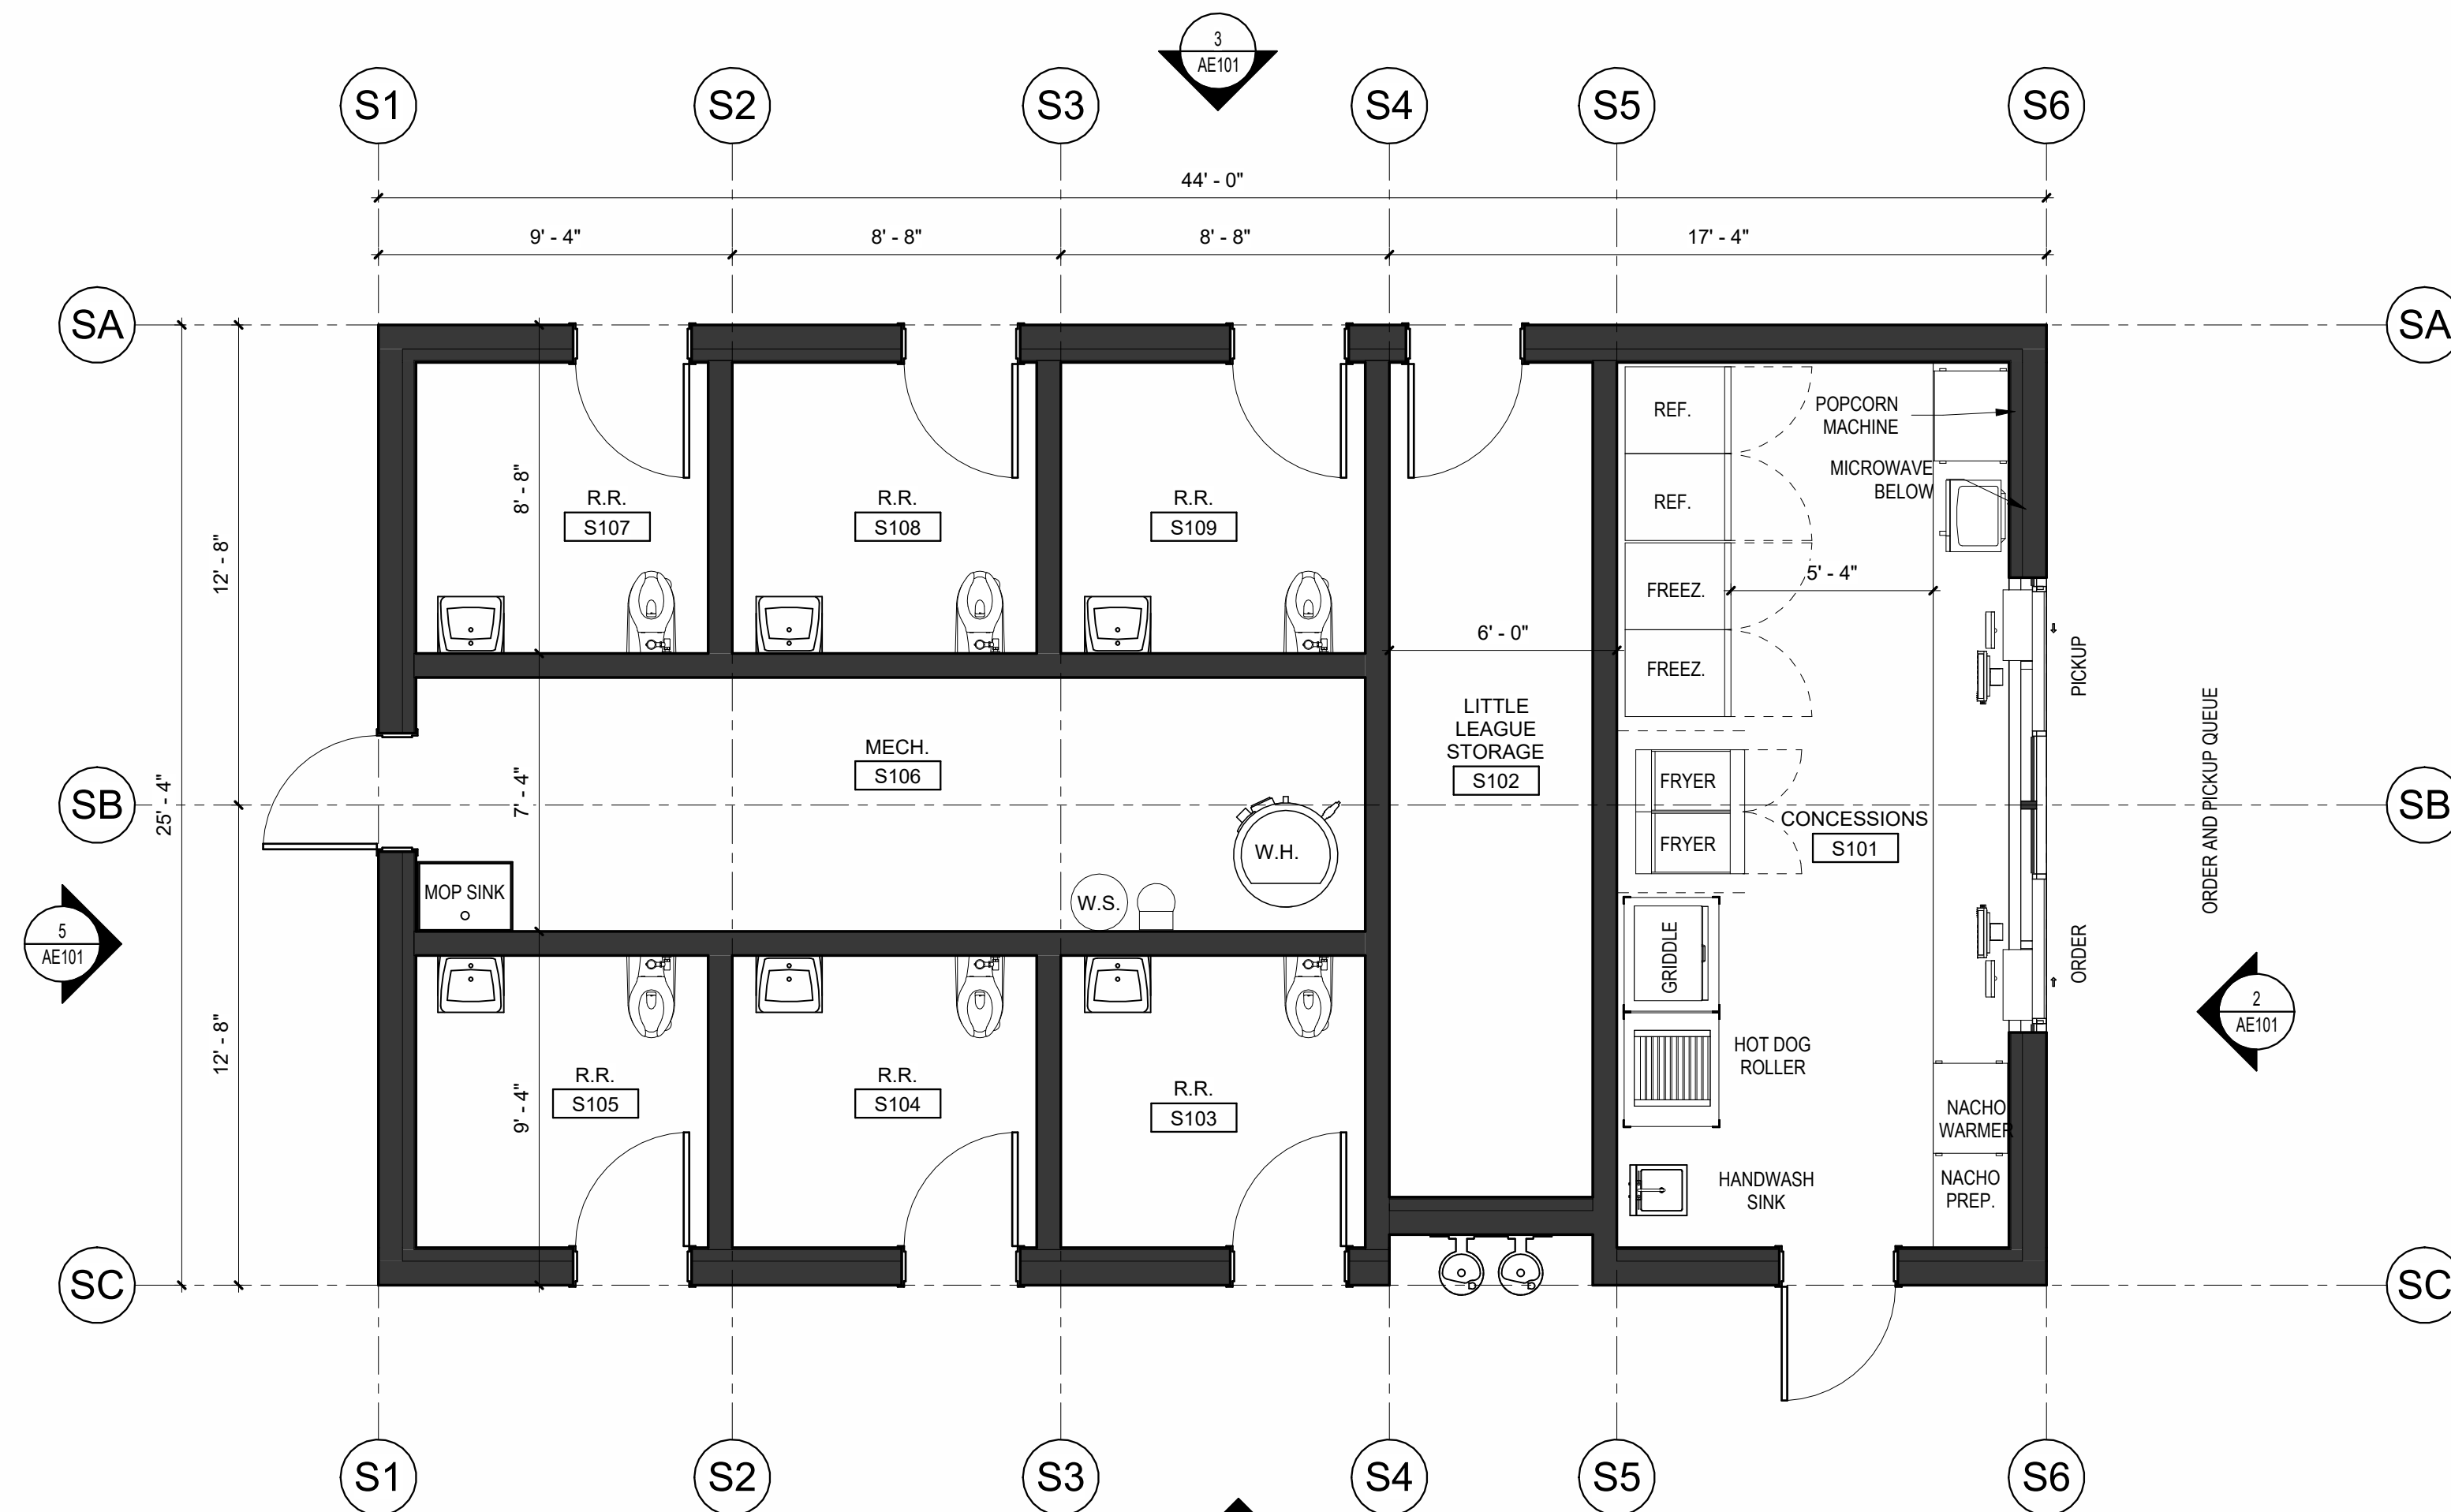 3
AE101
S1
S2
S3
S4
S5
S6
44' - 0"
9' - 4"
8' - 8"
8' - 8"
17' - 4"
SA
SA
REF.
POPCORN
MACHINE
MICROWAVE
BELOW
8' - 8"
R.R.
S107
R.R.
S108
R.R.
S109
REF.
12' - 8"
FREEZ.
5' - 4"
6' - 0"
FREEZ.
PICKUP
LITTLE
LEAGUE
STORAGE
S102
MECH.
S106
ORDER AND PICKUP QUEUE
SB
25' - 4"
7' - 4"
FRYER
CONCESSIONS
S101
SB
FRYER
W.H.
MOP SINK
W.S.
5
AE101
GRIDDLE
ORDER
2
AE101
12' - 8"
9' - 4"
R.R.
S105
R.R.
S104
R.R.
S103
HOT DOG
ROLLER
NACHO
WARMER
HANDWASH
SINK
NACHO
PREP.
SC
SC
S1
S2
S3
S4
S5
S6